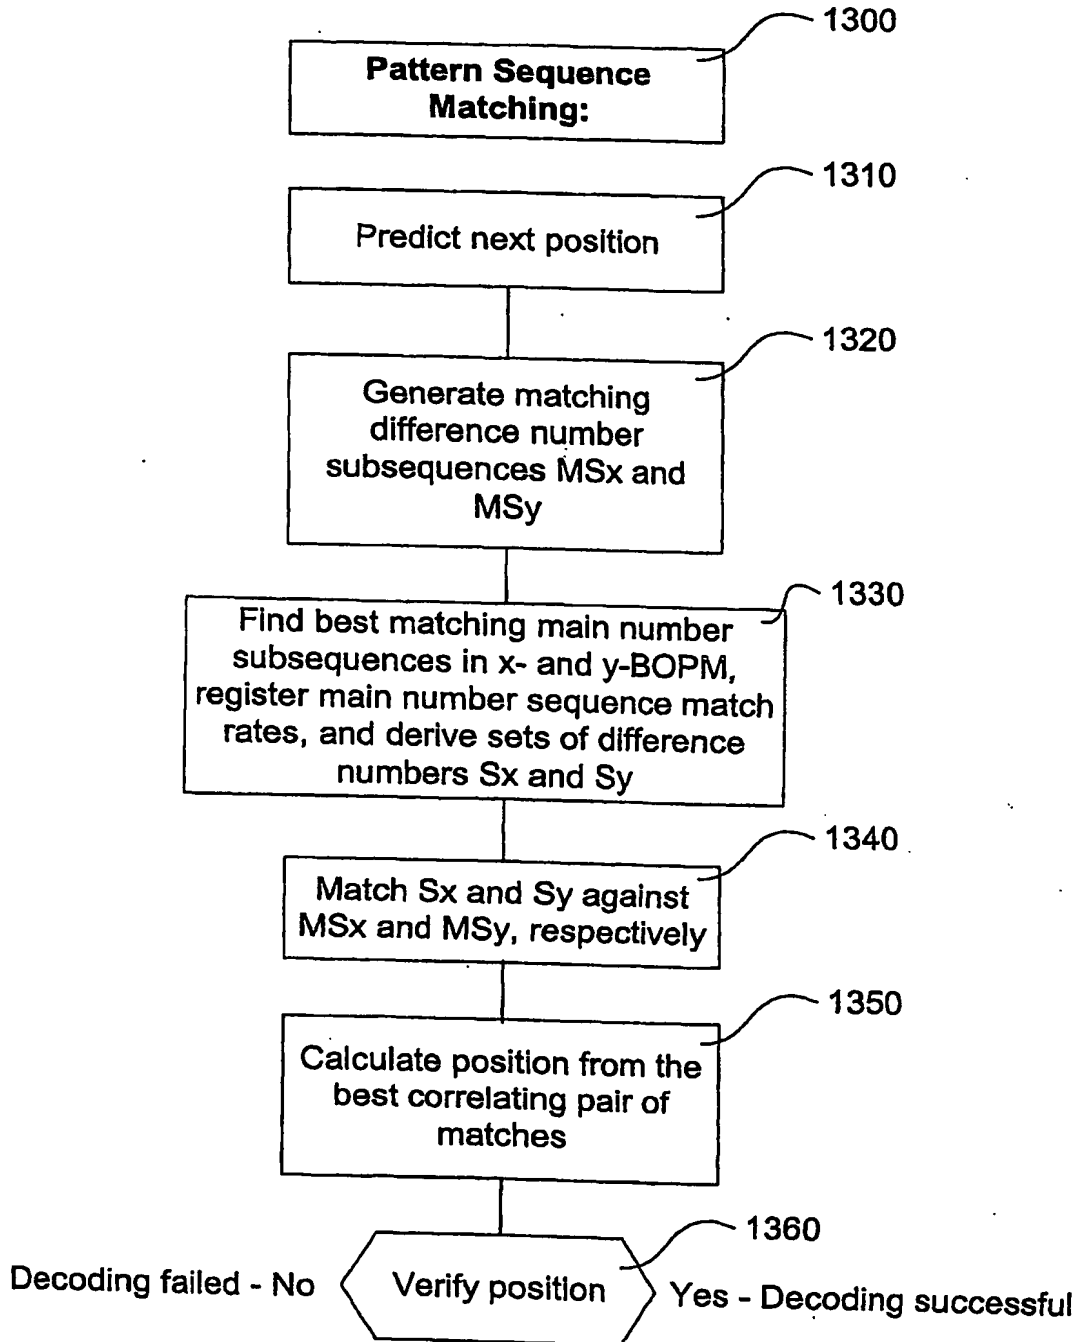 1300
Pattern Sequence
Matching:
1310
Predict next position
1320
Generate matching
difference number
subsequences MSx and
MSy
1330
Find best matching main number
subsequences in x- and y-BOPM,
register main number sequence match
rates, and derive sets of difference
numbers Sx and Sy
1340
Match Sx and Sy against
MSx and MSy, respectively
1350
Calculate position from the
best correlating pair of
matches
1360
Decoding failed - No
Verify position
Yes - Decoding successful